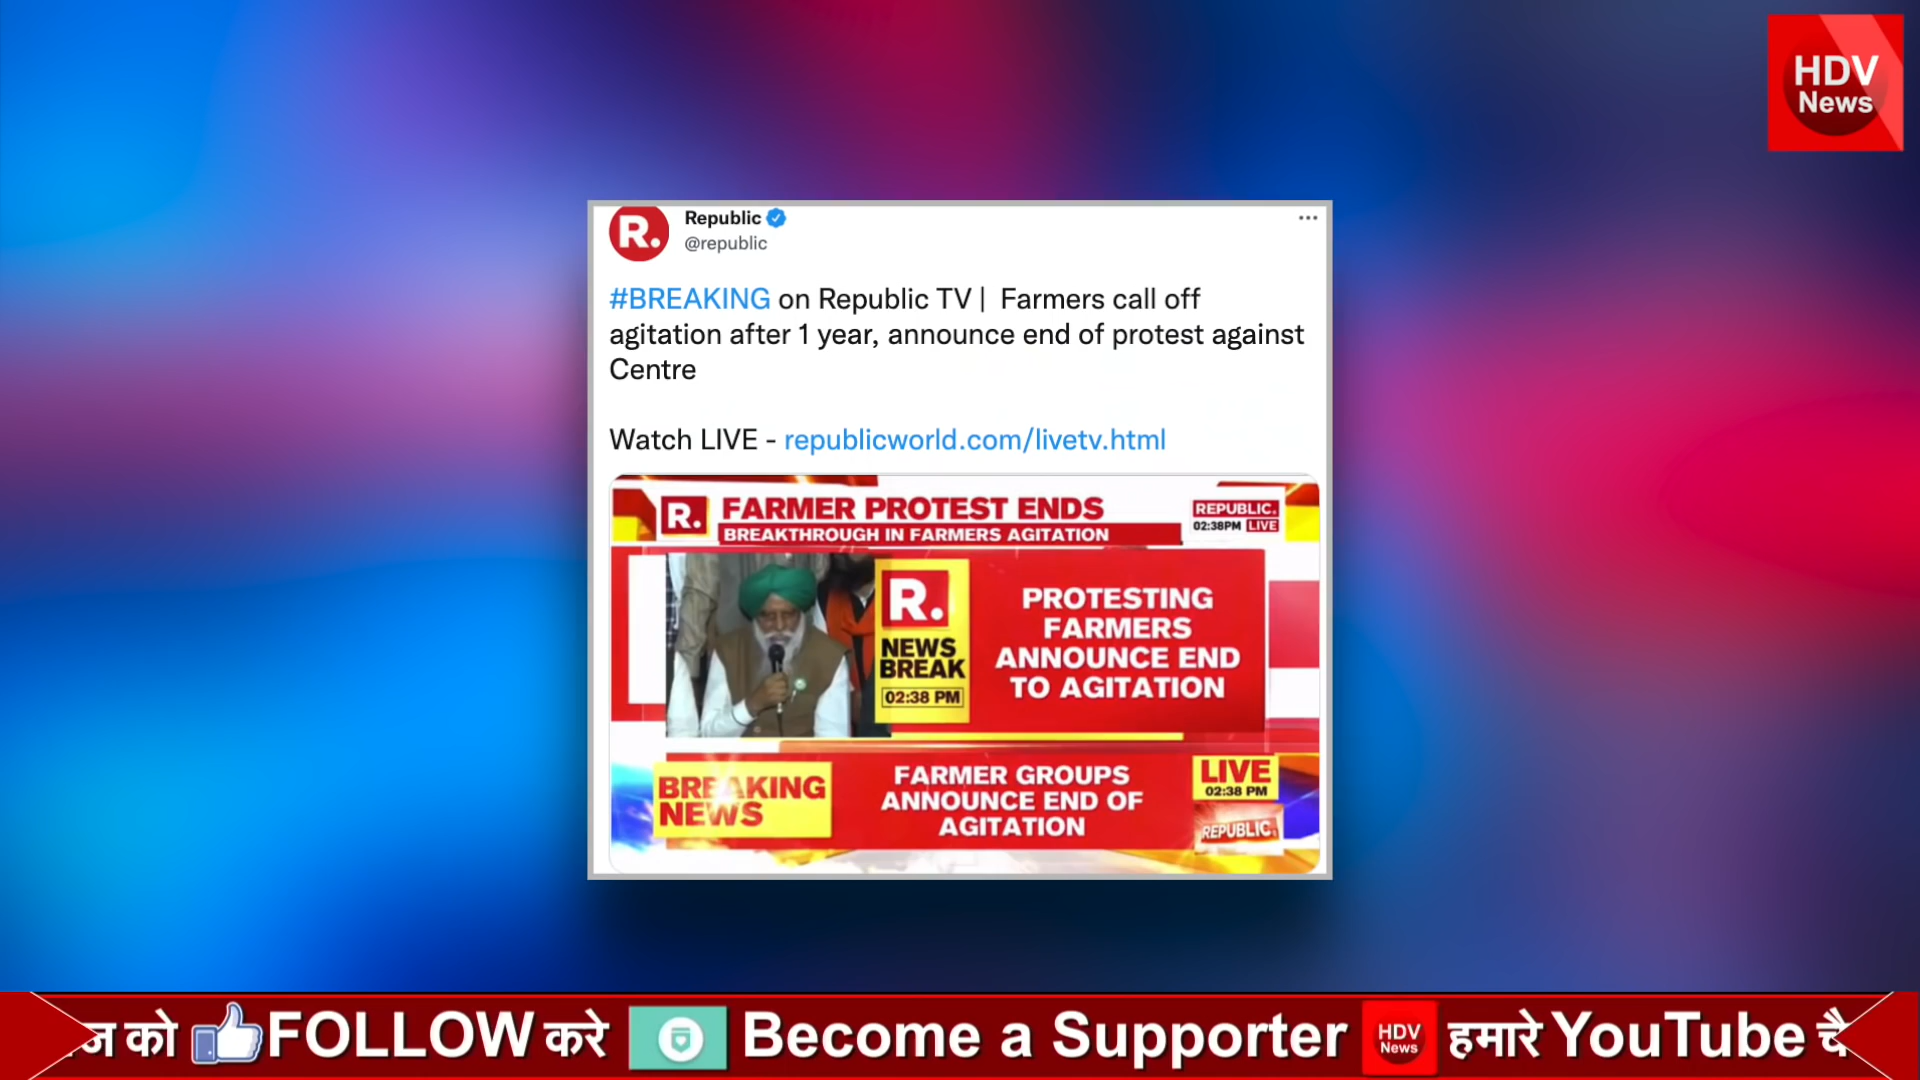 HDV
News
R.
Republic
@republic
#BREAKING on Republic TV | Farmers call off
agitation after 1 year, announce end of protest against
Centre
Watch LIVE - republicworld.com/livetv.html
R.
FARMER PROTEST ENDS
BREAKTHROUGH IN FARMERS AGITATION
REPUBLIC.
02:38PM LIVE
R.
NEWS
BREAK
02:38 PM
PROTESTING
FARMERS
ANNOUNCE END
TO AGITATION
BREAKING
NEWS
FARMER GROUPS
ANNOUNCE END OF
AGITATION
LIVE
02:38 PM
REPUBLIC.
को FOLLOW करे Become a Supporter HDV News हमारे YouTube